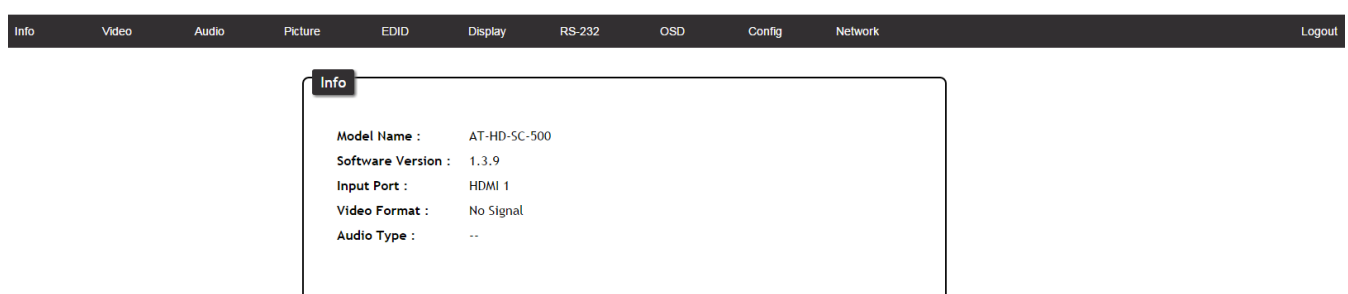 Info Video Audio Picture EDID Display RS-232 OSD Config Network Logout
Info
Model Name : AT-HD-SC-500
Software Version : 1.3.9
Input Port : HDMI 1
Video Format : No Signal
Audio Type : --